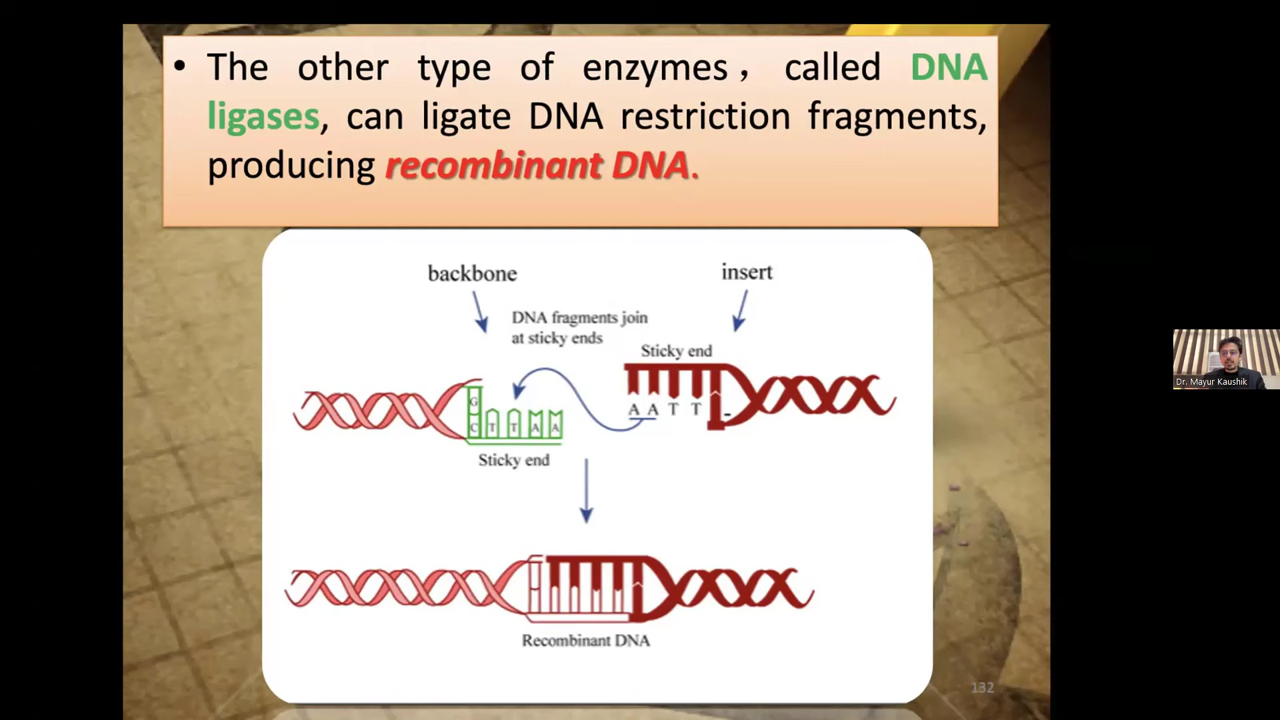 • The other type of enzymes， called DNA
ligases, can ligate DNA restriction fragments,
producing recombinant DNA.
backbone
insert
DNA fragments join
at sticky ends
Sticky end
G
A A T T
C T T A A
Sticky end
Recombinant DNA
Dr. Mayur Kaushik
132